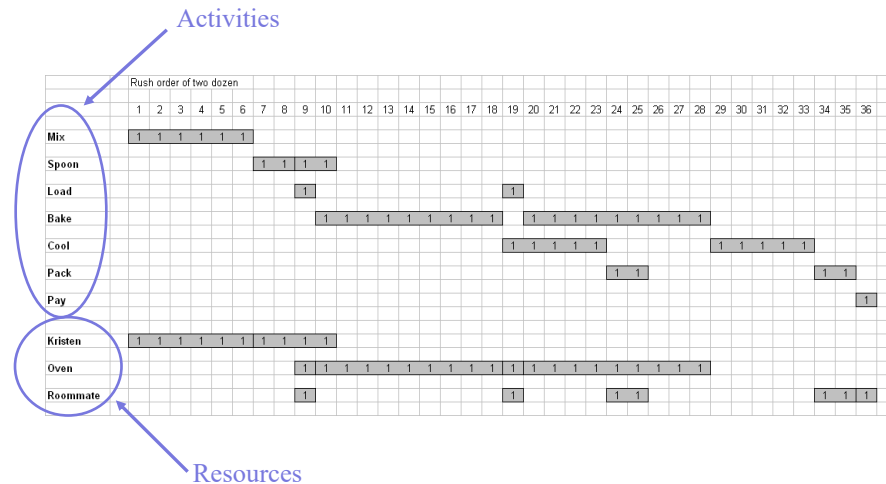 Activities
Rush order of two dozen
1 2 3 4 5 6 7 8 9 10 11 12 13 14 15 16 17 18 19 20 21 22 23 24 25 26 27 28 29 30 31 32 33 34 35 36
Mix 1 1 1 1 1 1
Spoon 1 1 1 1
Load 1 1
Bake 1 1 1 1 1 1 1 1 1 1 1 1 1 1 1 1 1 1
Cool 1 1 1 1 1 1 1 1 1 1
Pack 1 1 1 1
Pay 1
Kristen 1 1 1 1 1 1 1 1 1 1
Oven 1 1 1 1 1 1 1 1 1 1 1 1 1 1 1 1 1 1 1 1
Roommate 1 1 1 1 1 1 1
Resources